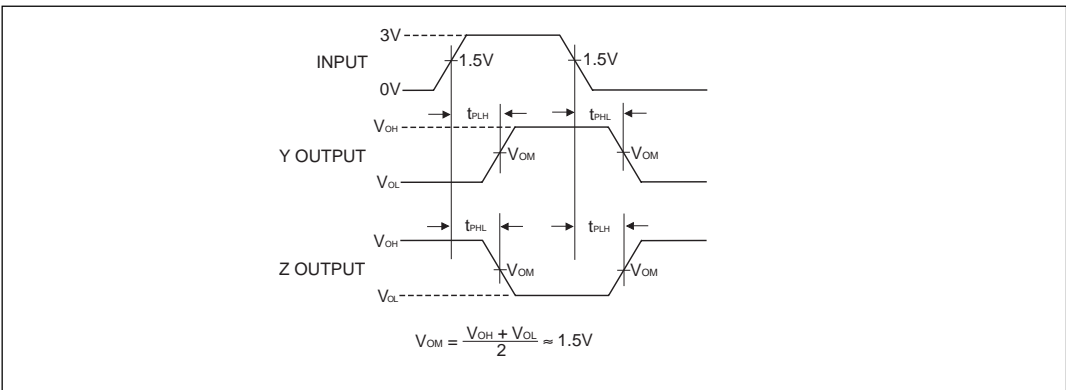 3V
INPUT
1.5V
1.5V
0V
tPLH
tPHL
VOH
Y OUTPUT
VOM
VOM
VOL
tPHL
tPLH
VOH
Z OUTPUT
VOM
VOM
VOL
VOM = VOH + VOL / 2 ≈ 1.5V